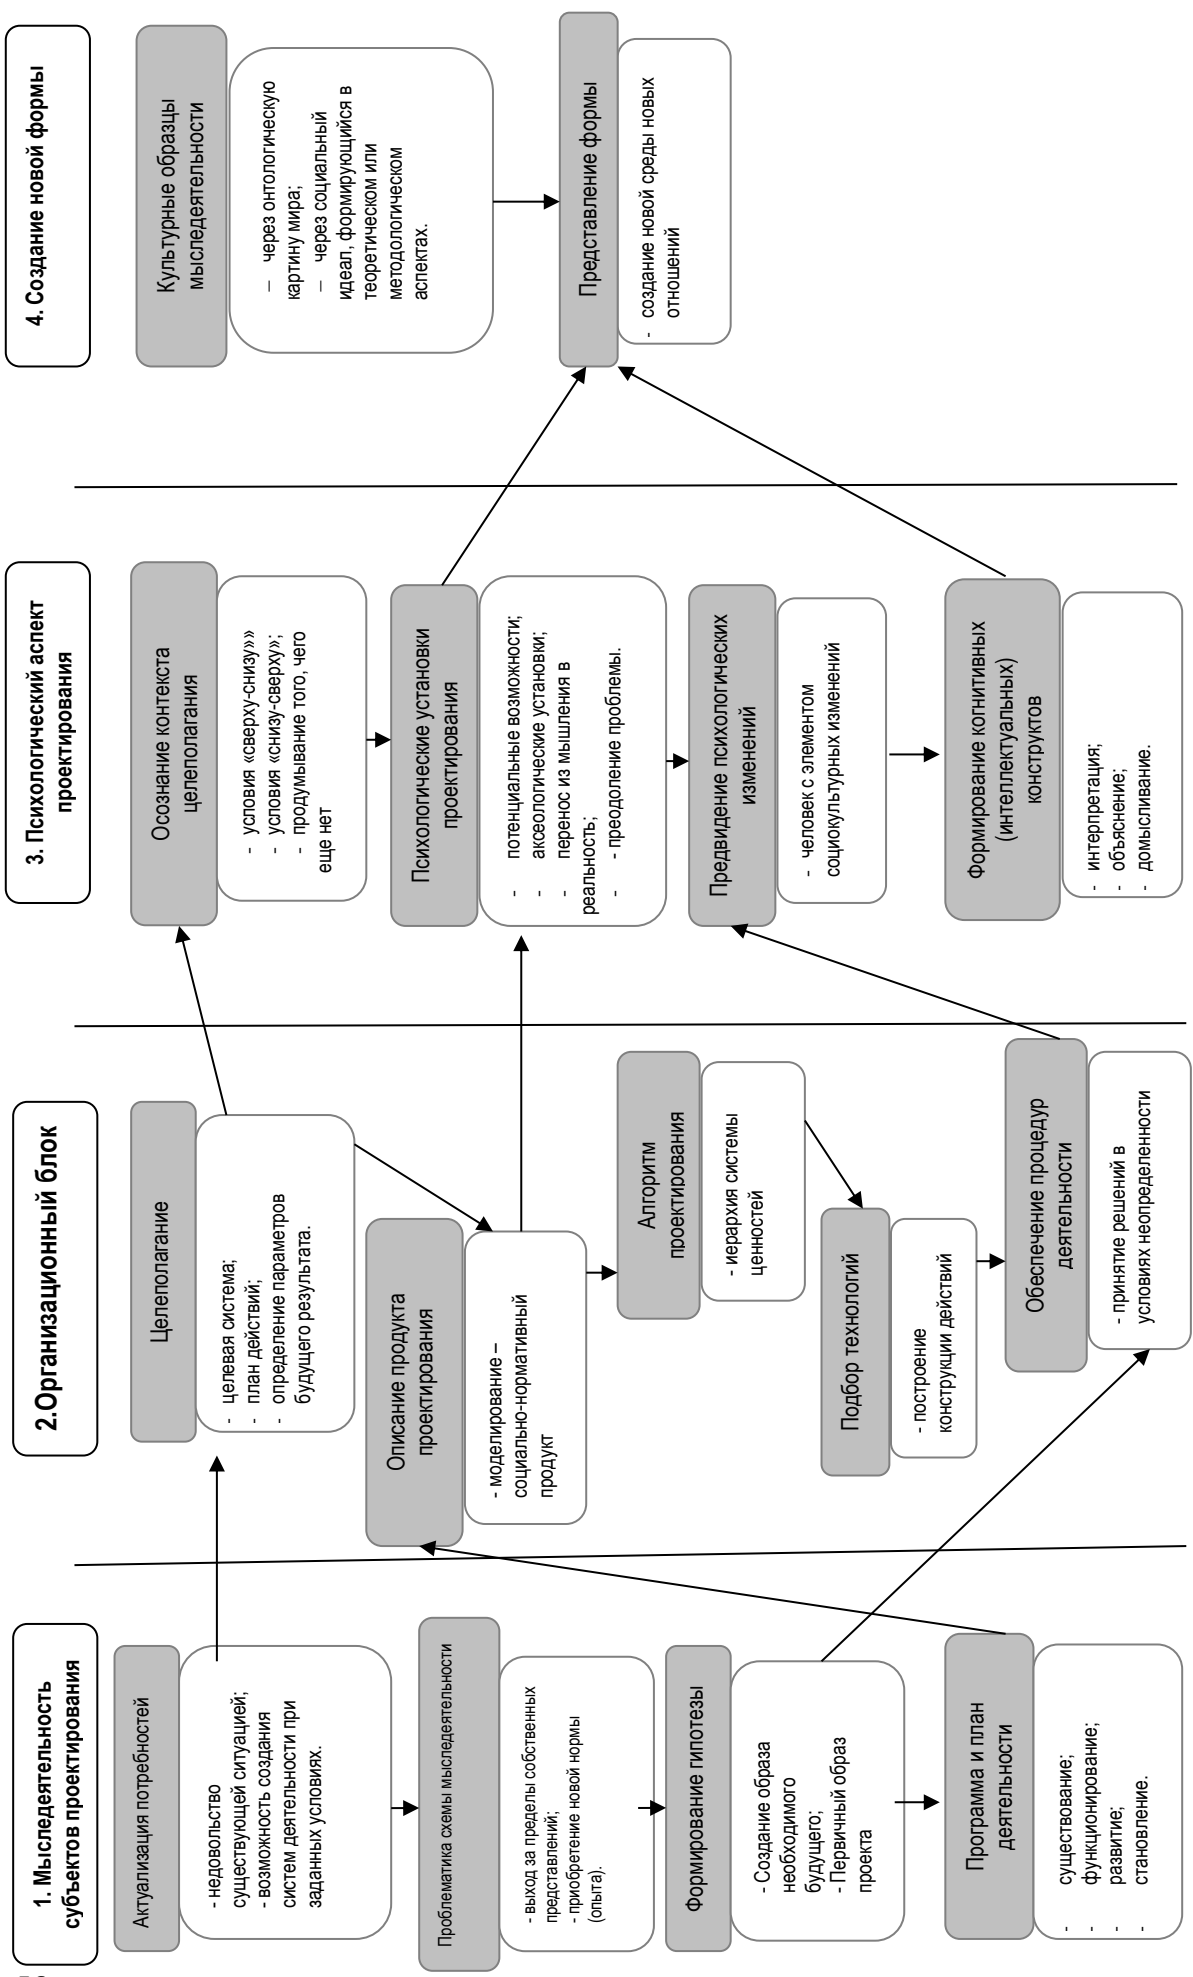 1. Мыследеятельность
субъектов проектирования
Актуализация потребностей
- недовольство
существующей ситуацией;
- возможность создания
систем деятельности при
заданных условиях.
Проблематика схемы мыследеятельности
- выход за пределы собственных
представлений;
- приобретение новой нормы
(опыта).
Формирование гипотезы
- Создание образа
необходимого
будущего;
- Первичный образ
проекта
Программа и план
деятельности
- существование;
- функционирование;
- развитие;
- становление.
2.Организационный блок
Целеполагание
- целевая система;
- план действий;
- определение параметров
будущего результата.
Описание продукта
проектирования
- моделирование –
социально-нормативный
продукт
Алгоритм
проектирования
- иерархия системы
ценностей
Подбор технологий
- построение
конструкции действий
Обеспечение процедур
деятельности
- принятие решений в
условиях неопределенности
3. Психологический аспект
проектирования
Осознание контекста
целеполагания
- условия «сверху-снизу»»
- условия «снизу-сверху»;
- продумывание того, чего
еще нет
Психологические установки
проектирования
- потенциальные возможности;
- аксеологические установки;
- перенос из мышления в
реальность;
- - преодоление проблемы.
Предвидение психологических
изменений
- человек с элементом
социокультурных изменений
Формирование когнитивных
(интеллектуальных)
конструктов
- интерпретация;
- объяснение;
- домысливание.
4. Создание новой формы
Культурные образцы
мыследеятельности
– через онтологическую
картину мира;
– через социальный
идеал, формирующийся в
теоретическом или
методологическом
аспектах.
Представление формы
- создание новой среды новых
отношений